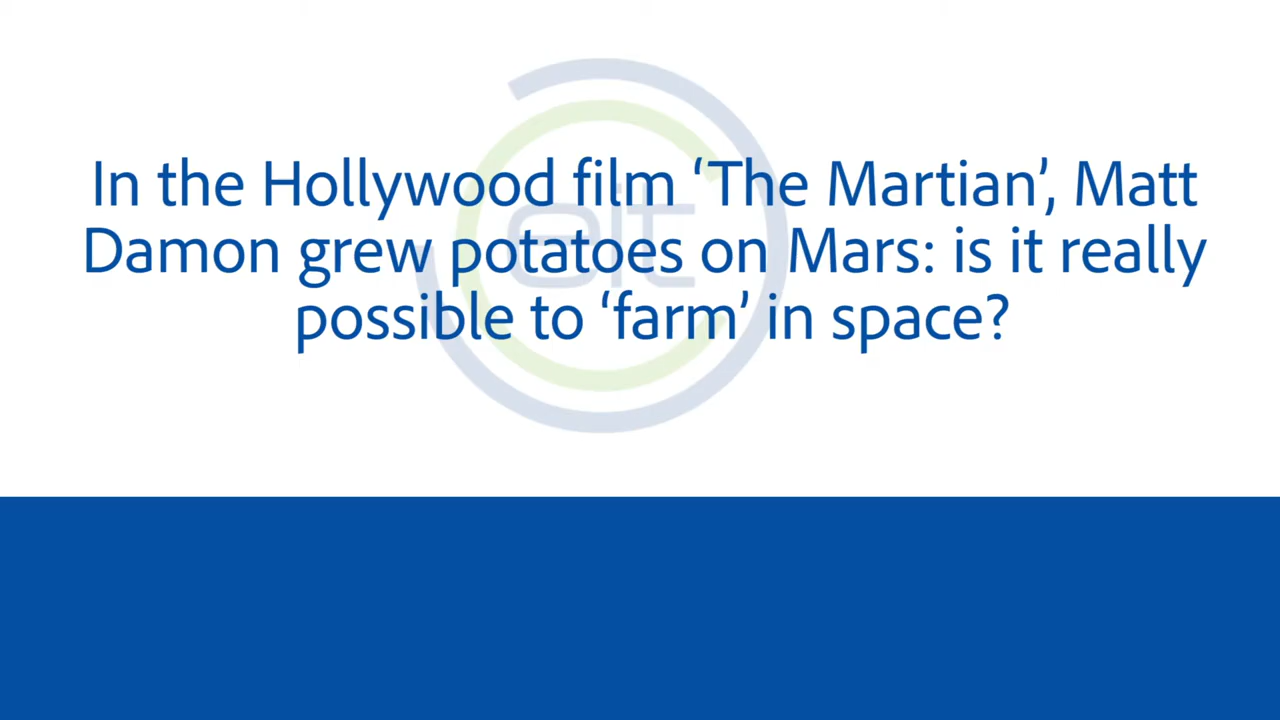 In the Hollywood film ‘The Martian’, Matt
Damon grew potatoes on Mars: is it really
possible to ‘farm’ in space?
eit